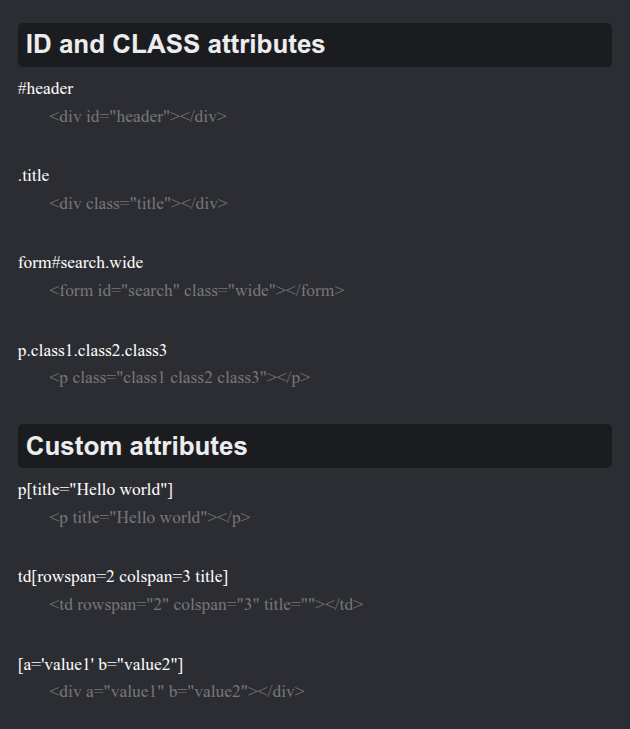 ID and CLASS attributes
#header
<div id="header"></div>
.title
<div class="title"></div>
form#search.wide
<form id="search" class="wide"></form>
p.class1.class2.class3
<p class="class1 class2 class3"></p>
Custom attributes
p[title="Hello world"]
<p title="Hello world"></p>
td[rowspan=2 colspan=3 title]
<td rowspan="2" colspan="3" title=""></td>
[a='value1' b="value2"]
<div a="value1" b="value2"></div>